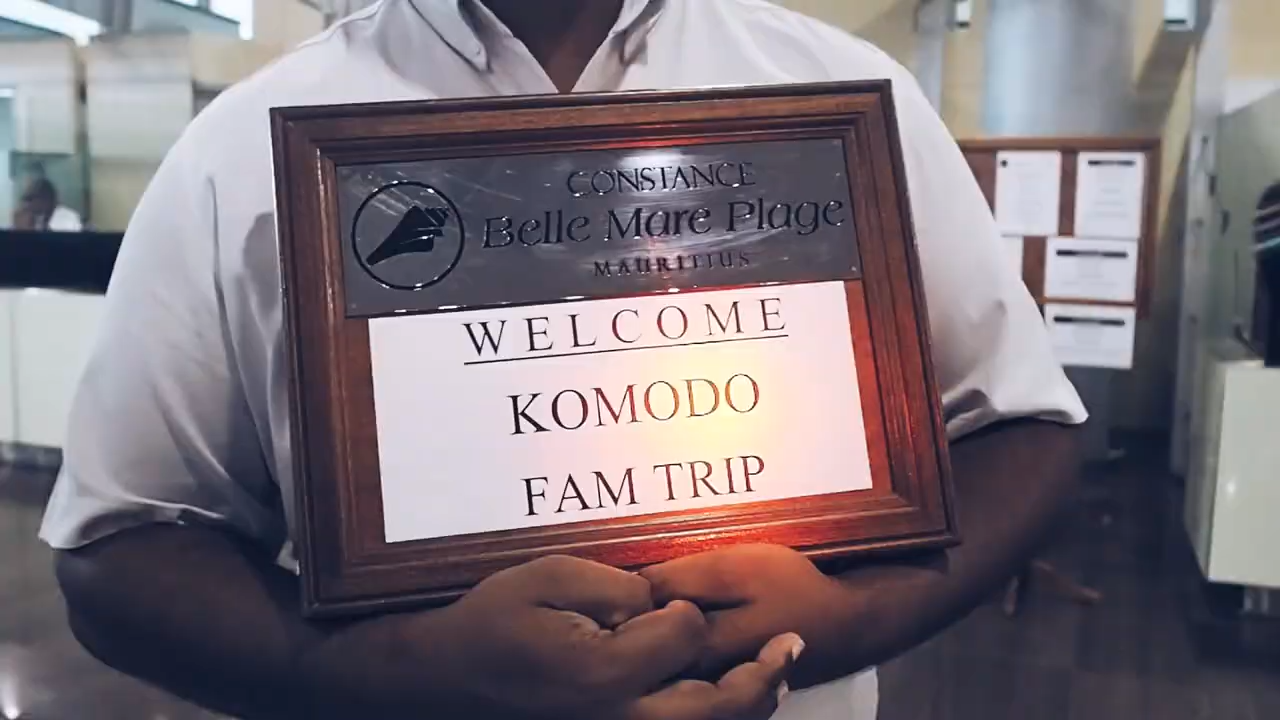 CONSTANCE
Belle Mare Plage
MAURITIUS
WELCOME
KOMODO
FAM TRIP